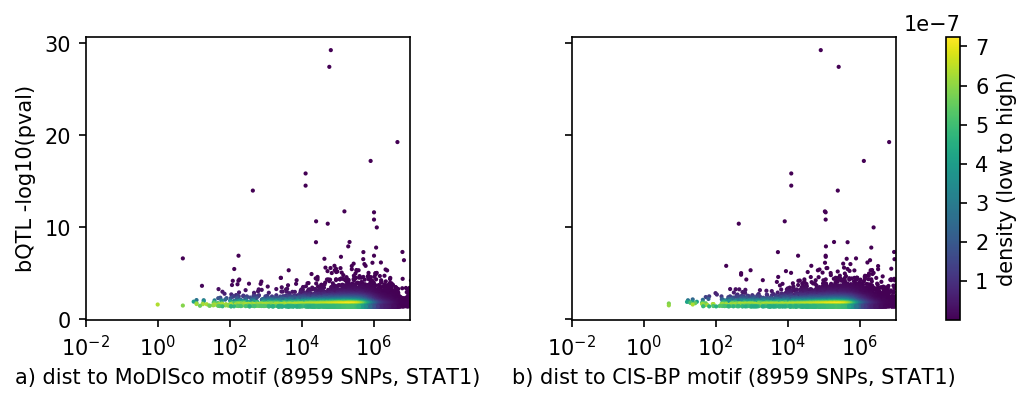 1e−7
bQTL -log10(pval)
30
20
10
0
10^−2 10^0 10^2 10^4 10^6
a) dist to MoDISco motif (8959 SNPs, STAT1)
10^−2 10^0 10^2 10^4 10^6
b) dist to CIS-BP motif (8959 SNPs, STAT1)
7
6
5
4
3
2
1
density (low to high)